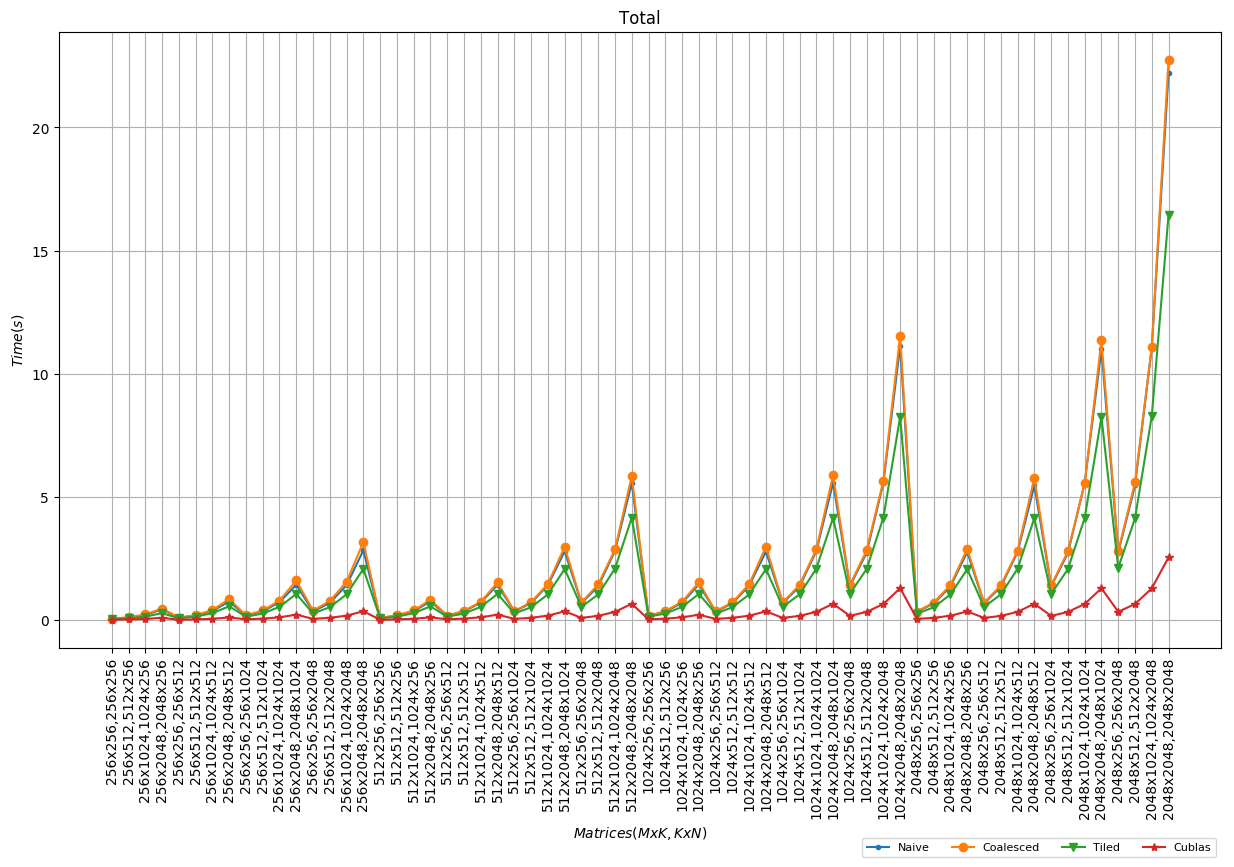 Total
Time(s)
20
15
10
5
0
256x256,256x256
256x512,512x256
256x1024,1024x256
256x2048,2048x256
256x256,256x512
256x512,512x512
256x1024,1024x512
256x2048,2048x512
256x256,256x1024
256x512,512x1024
256x1024,1024x1024
256x2048,2048x1024
256x256,256x2048
256x512,512x2048
256x1024,1024x2048
256x2048,2048x2048
512x256,256x256
512x512,512x256
512x1024,1024x256
512x2048,2048x256
512x256,256x512
512x512,512x512
512x1024,1024x512
512x2048,2048x512
512x256,256x1024
512x512,512x1024
512x1024,1024x1024
512x2048,2048x1024
512x256,256x2048
512x512,512x2048
512x1024,1024x2048
512x2048,2048x2048
1024x256,256x256
1024x512,512x256
1024x1024,1024x256
1024x2048,2048x256
1024x256,256x512
1024x512,512x512
1024x1024,1024x512
1024x2048,2048x512
1024x256,256x1024
1024x512,512x1024
1024x1024,1024x1024
1024x2048,2048x1024
1024x256,256x2048
1024x512,512x2048
1024x1024,1024x2048
1024x2048,2048x2048
2048x256,256x256
2048x512,512x256
2048x1024,1024x256
2048x2048,2048x256
2048x256,256x512
2048x512,512x512
2048x1024,1024x512
2048x2048,2048x512
2048x256,256x1024
2048x512,512x1024
2048x1024,1024x1024
2048x2048,2048x1024
2048x256,256x2048
2048x512,512x2048
2048x1024,1024x2048
2048x2048,2048x2048
Matrices(MxK,KxN)
Naive Coalesced Tiled Cublas